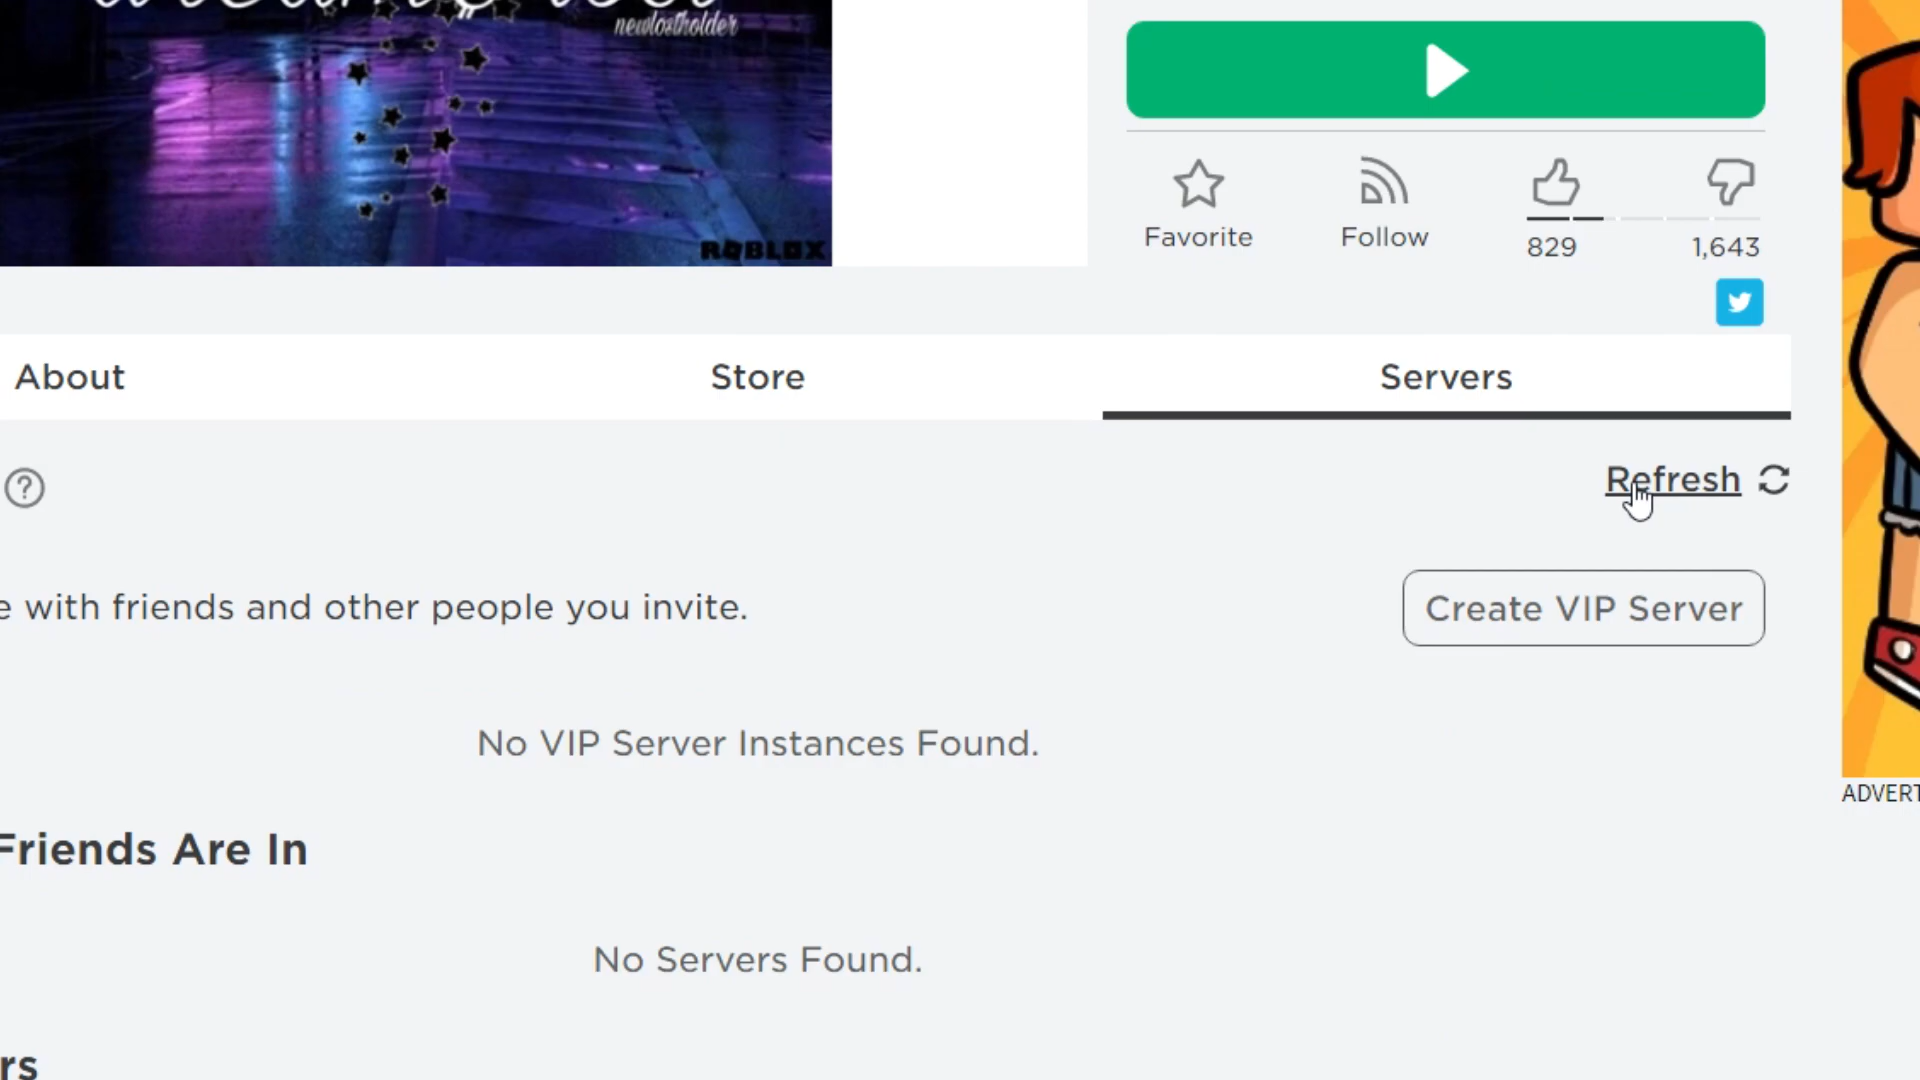 newlostholder
ROBLOX
Favorite
Follow
829
1,643
About
Store
Servers
?
Refresh
e with friends and other people you invite.
Create VIP Server
No VIP Server Instances Found.
Friends Are In
No Servers Found.
rs
ADVERT